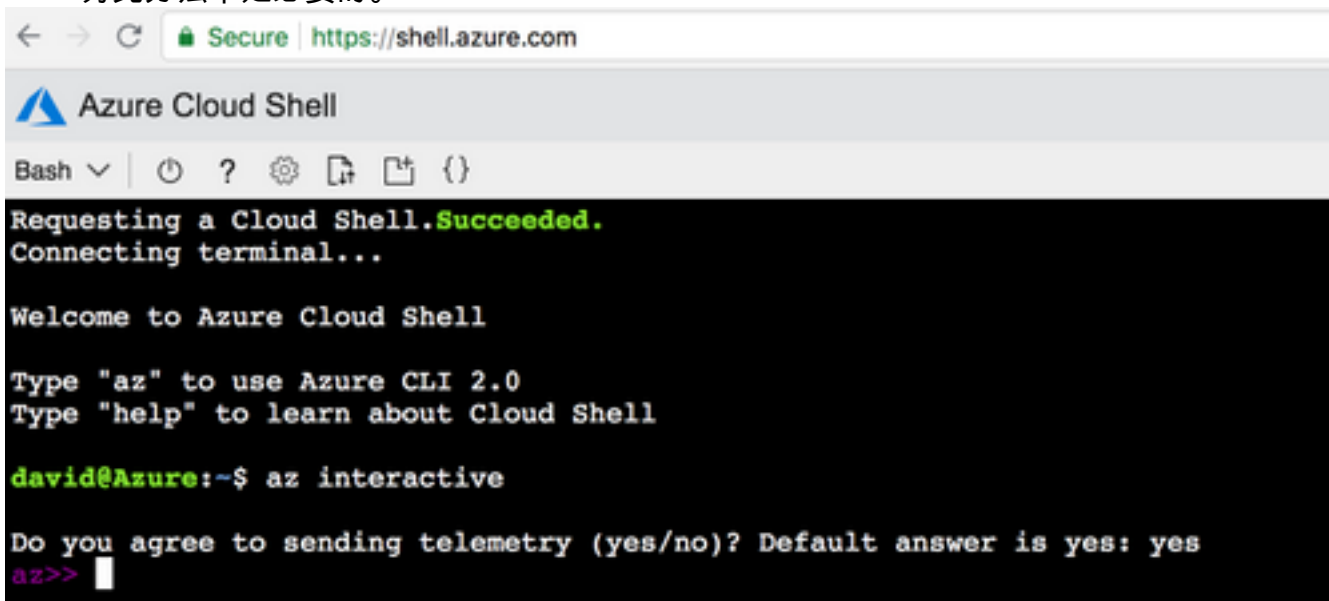 Secure https://shell.azure.com
Azure Cloud Shell
Bash ? {}
Requesting a Cloud Shell.Succeeded.
Connecting terminal...
Welcome to Azure Cloud Shell
Type "az" to use Azure CLI 2.0
Type "help" to learn about Cloud Shell
david@Azure:~$ az interactive
Do you agree to sending telemetry (yes/no)? Default answer is yes: yes
az>>